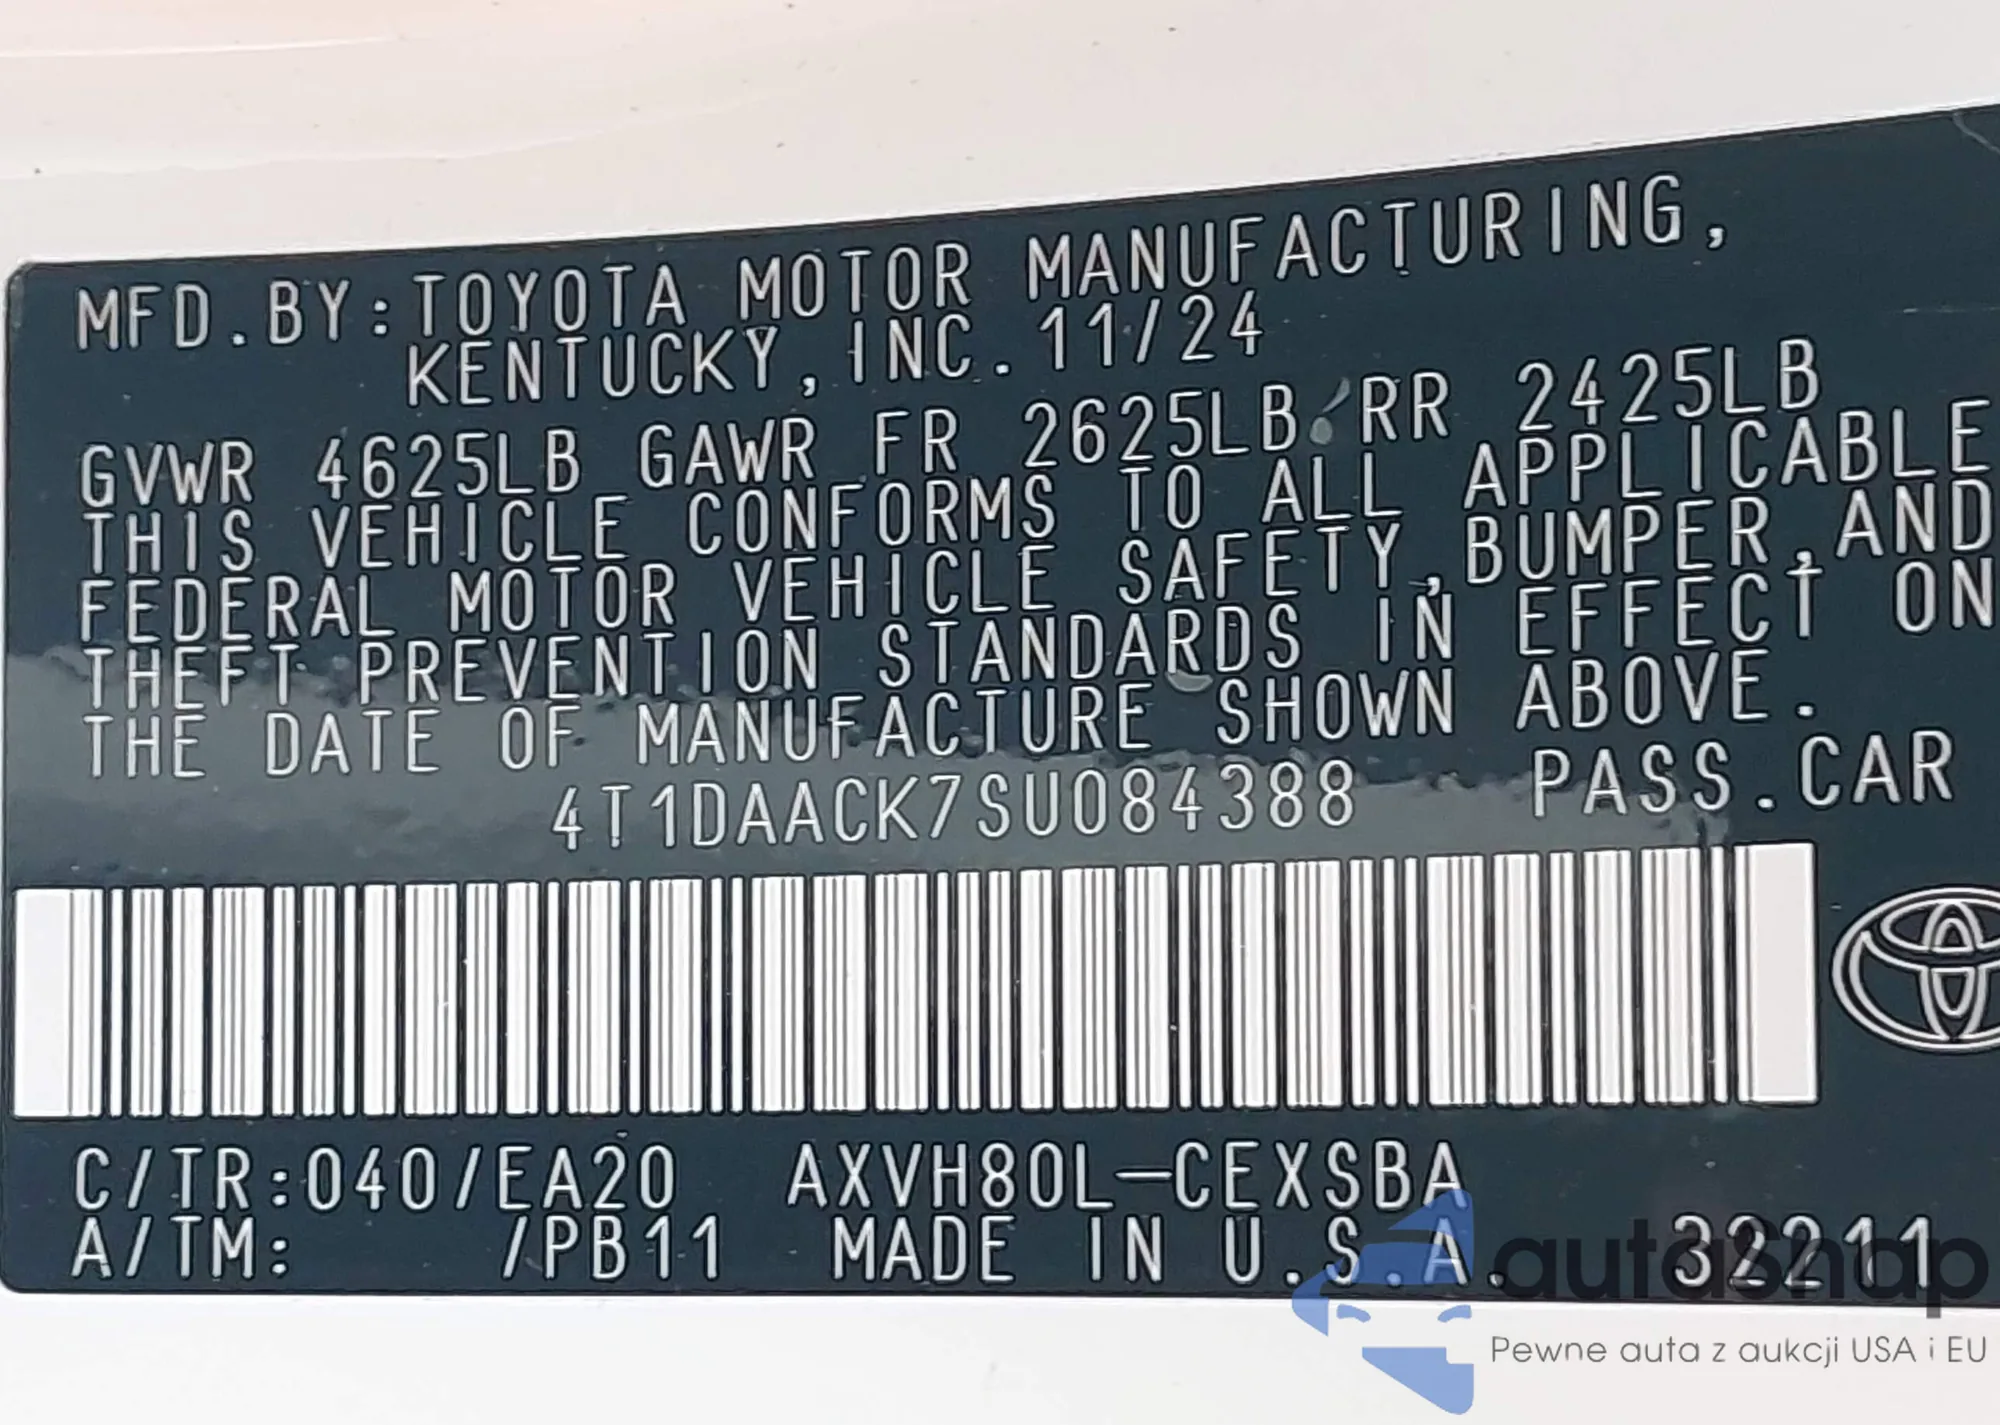 MFD.BY:TOYOTA MOTOR MANUFACTURING,
KENTUCKY,INC. 11/24
GVWR 4625LB GAWR FR 2625LB RR 2425LB
THIS VEHICLE CONFORMS TO ALL APPLICABLE
FEDERAL MOTOR VEHICLE SAFETY,BUMPER,AND
THEFT PREVENTION STANDARDS IN EFFECT ON
THE DATE OF MANUFACTURE SHOWN ABOVE.
4T1DAACK7SU084388 PASS.CAR
C/TR:040/EA20 AXVH80L-CEXSBA
A/TM: /PB11 MADE IN U.S.A. 32211
autaSnap
Pewne auta z aukcji USA i EU